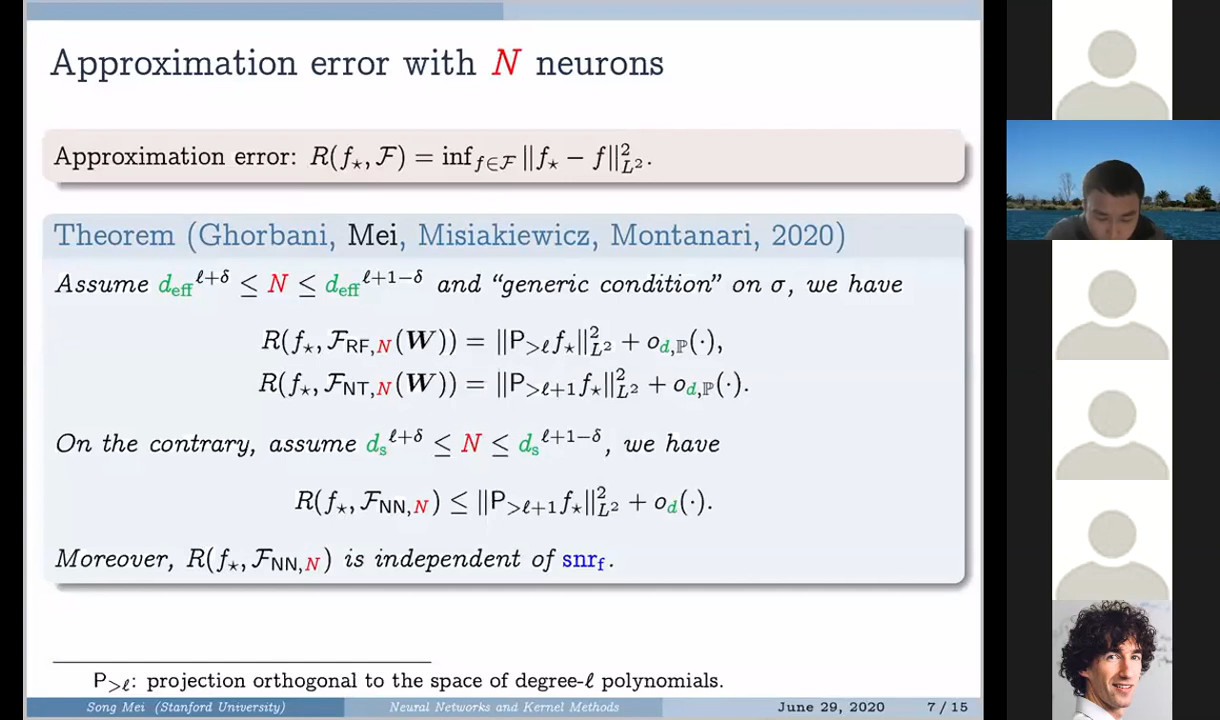 Approximation error with N neurons
Approximation error: R(f⋆, ℱ) = inf_{f∈ℱ} ‖f⋆ − f‖²_{L²}.
Theorem (Ghorbani, Mei, Misiakiewicz, Montanari, 2020)
Assume d_eff^{ℓ+δ} ≤ N ≤ d_eff^{ℓ+1−δ} and “generic condition” on σ, we have
R(f⋆, ℱ_{RF,N}(W)) = ‖P_{>ℓ}f⋆‖²_{L²} + o_{d,ℙ}(·),
R(f⋆, ℱ_{NT,N}(W)) = ‖P_{>ℓ+1}f⋆‖²_{L²} + o_{d,ℙ}(·).
On the contrary, assume d_s^{ℓ+δ} ≤ N ≤ d_s^{ℓ+1−δ}, we have
R(f⋆, ℱ_{NN,N}) ≤ ‖P_{>ℓ+1}f⋆‖²_{L²} + o_d(·).
Moreover, R(f⋆, ℱ_{NN,N}) is independent of snr_f.
P_{>ℓ}: projection orthogonal to the space of degree-ℓ polynomials.
Song Mei (Stanford University) Neural Networks and Kernel Methods June 29, 2020 7 / 15